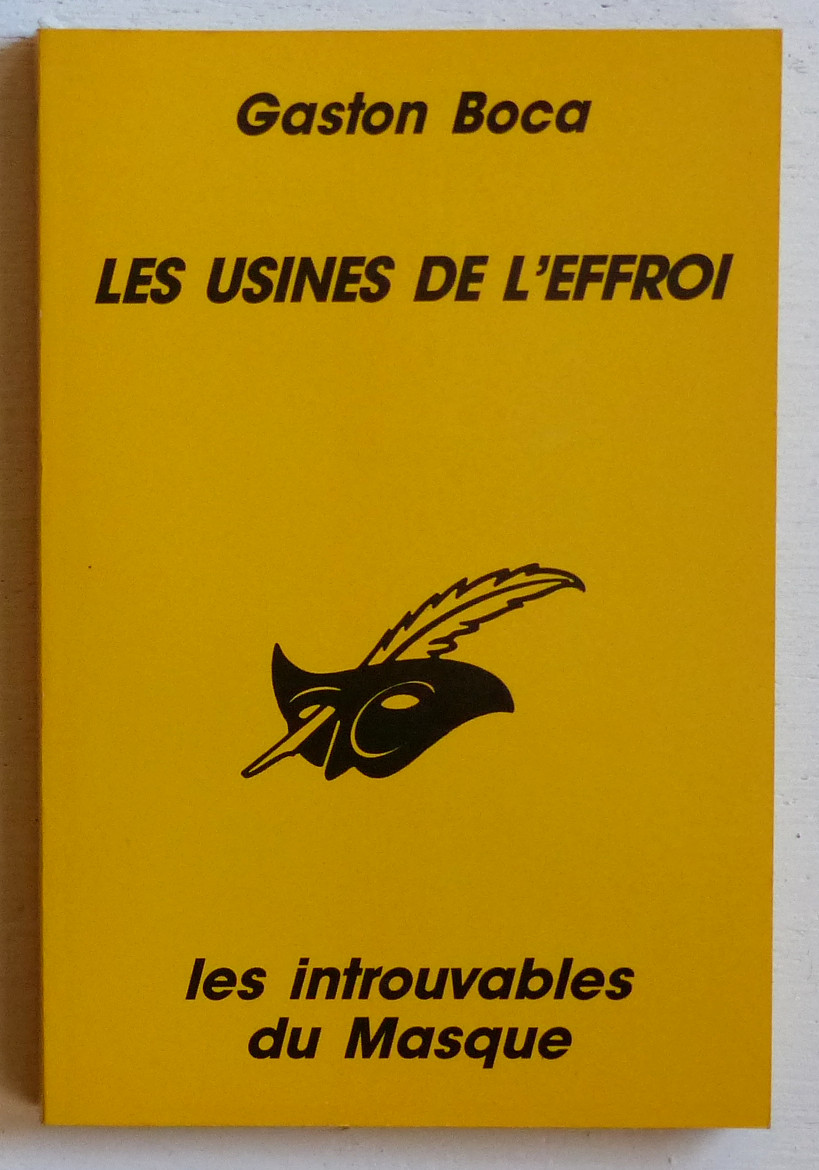 Gaston Boca
LES USINES DE L'EFFROI
les introuvables
du Masque